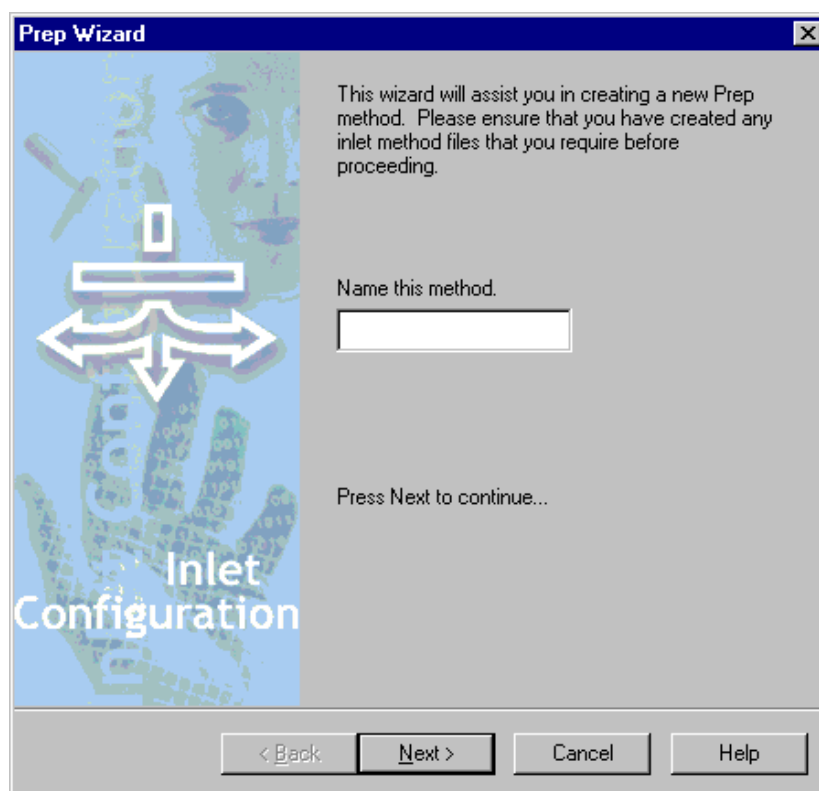 Prep Wizard
This wizard will assist you in creating a new Prep
method. Please ensure that you have created any
inlet method files that you require before
proceeding.
Name this method.
Press Next to continue...
Inlet
Configuration
< Back
Next >
Cancel
Help